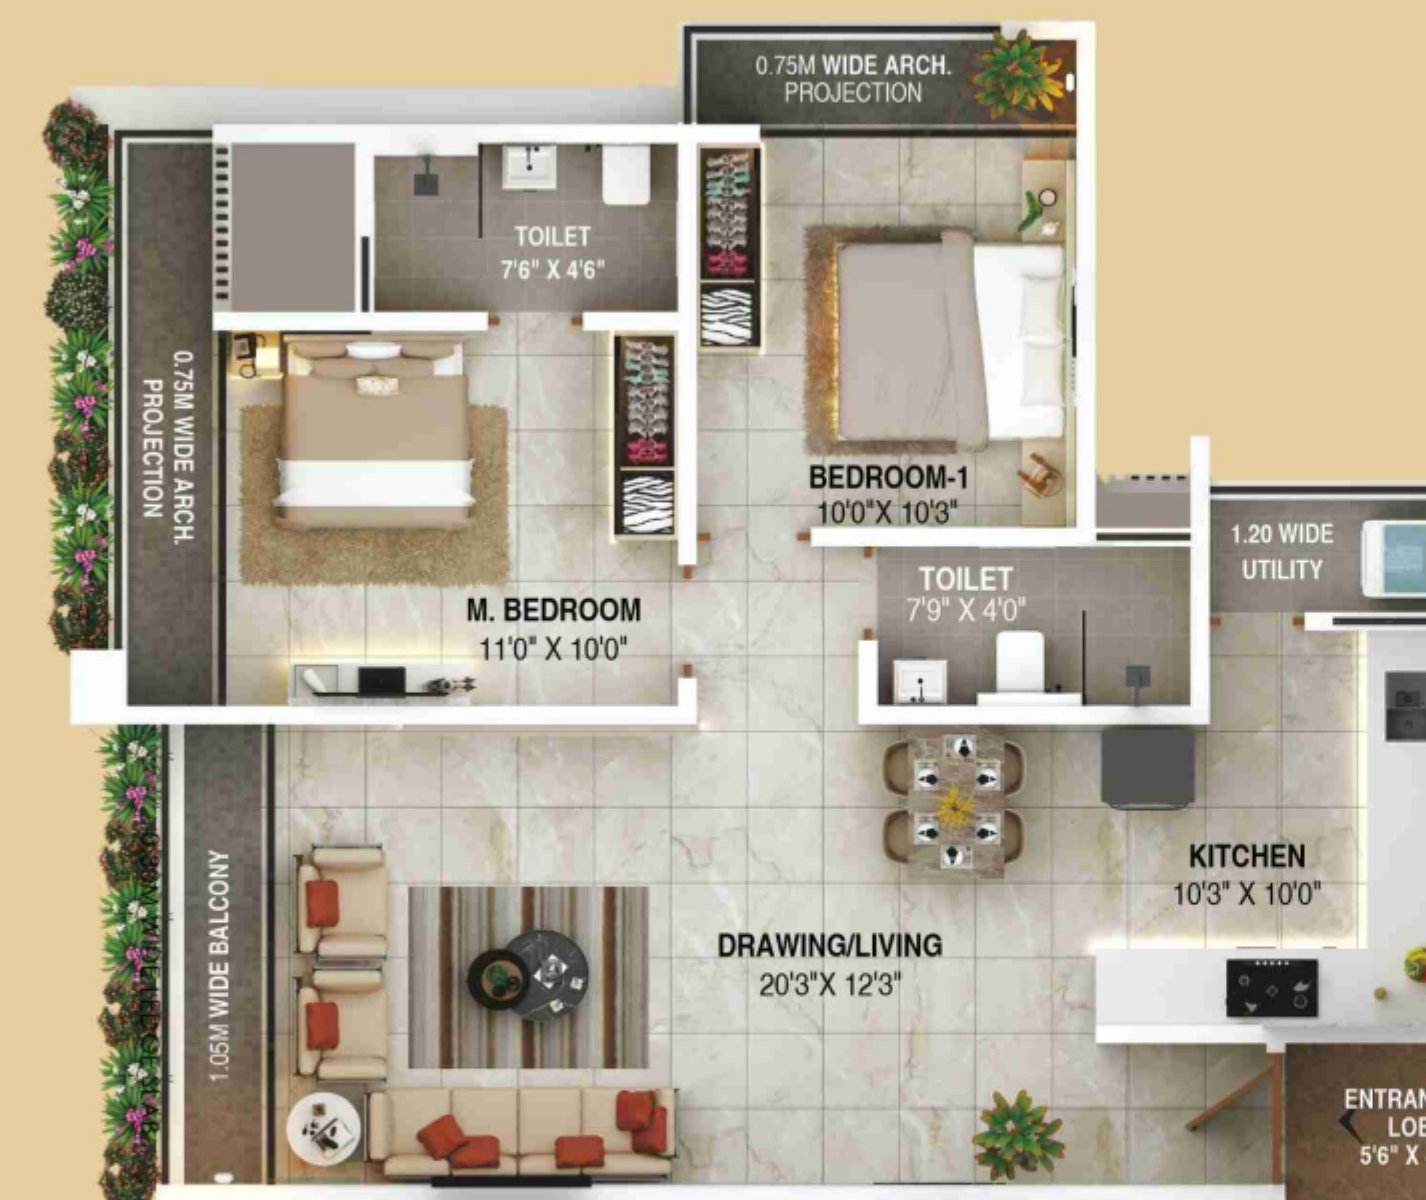 0.75M WIDE ARCH.
PROJECTION
TOILET
7'6" X 4'6"
0.75M WIDE ARCH.
PROJECTION
BEDROOM-1
10'0"X 10'3"
1.20 WIDE
UTILITY
TOILET
7'9" X 4'0"
M. BEDROOM
11'0" X 10'0"
KITCHEN
10'3" X 10'0"
1.05M WIDE BALCONY
WIDE
SLAB
DRAWING/LIVING
20'3"X 12'3"
5'6" X